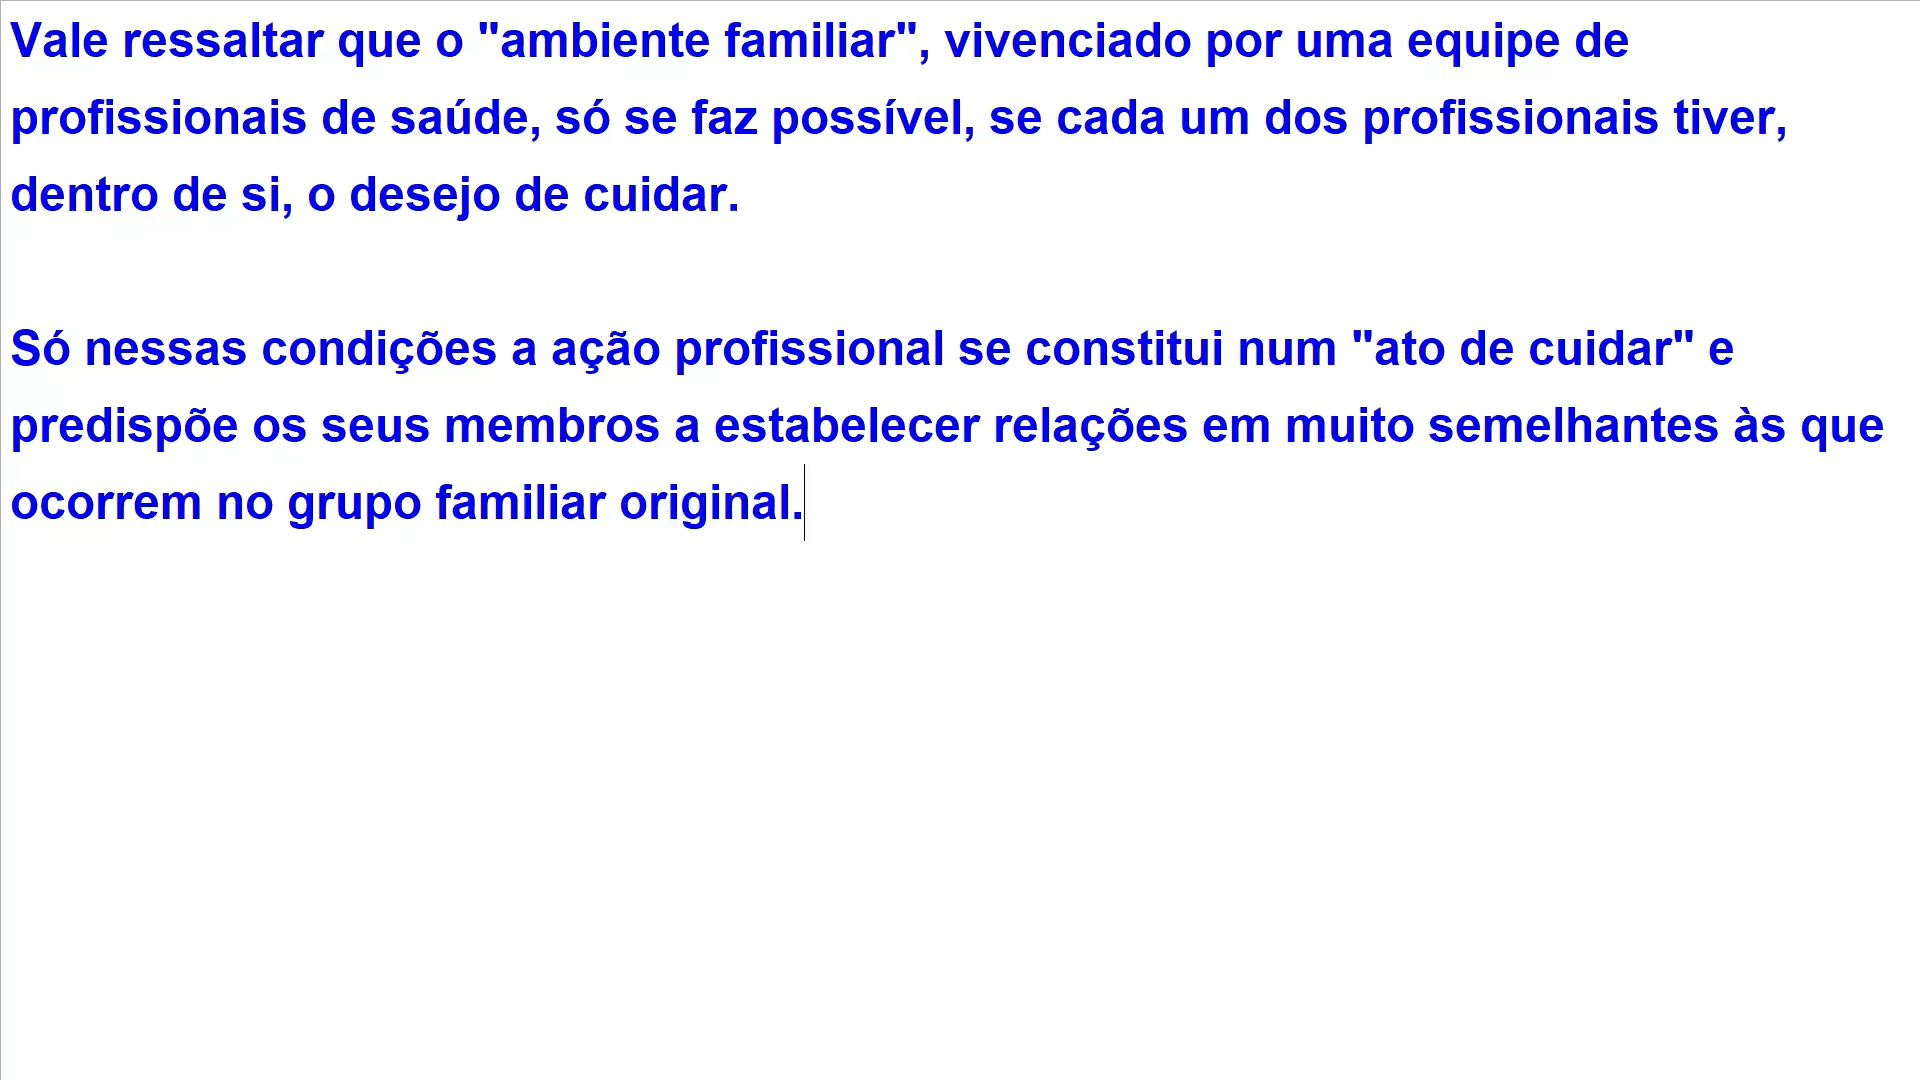 Vale ressaltar que o "ambiente familiar", vivenciado por uma equipe de
profissionais de saúde, só se faz possível, se cada um dos profissionais tiver,
dentro de si, o desejo de cuidar.
Só nessas condições a ação profissional se constitui num "ato de cuidar" e
predispõe os seus membros a estabelecer relações em muito semelhantes às que
ocorrem no grupo familiar original.